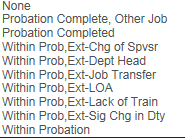 None
Probation Complete, Other Job
Probation Completed
Within Prob,Ext-Chg of Spvsr
Within Prob,Ext-Dept Head
Within Prob,Ext-Job Transfer
Within Prob,Ext-LOA
Within Prob,Ext-Lack of Train
Within Prob,Ext-Sig Chg in Dty
Within Probation